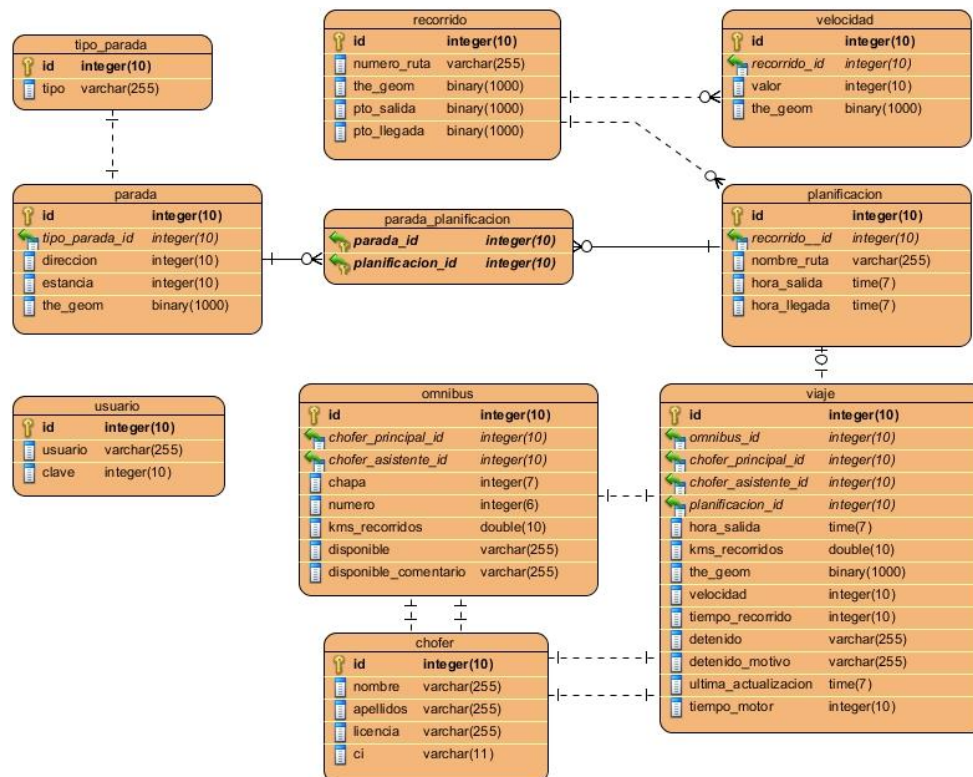 tipo_parada
id integer(10)
tipo varchar(255)
recorrido
id integer(10)
numero_ruta varchar(255)
the_geom binary(1000)
pto_salida binary(1000)
pto_llegada binary(1000)
velocidad
id integer(10)
recorrido_id integer(10)
valor integer(10)
the_geom binary(1000)
parada
id integer(10)
tipo_parada_id integer(10)
direccion integer(10)
estancia integer(10)
the_geom binary(1000)
parada_planificacion
parada_id integer(10)
planificacion_id integer(10)
planificacion
id integer(10)
recorrido__id integer(10)
nombre_ruta varchar(255)
hora_salida time(7)
hora_llegada time(7)
usuario
id integer(10)
usuario varchar(255)
clave integer(10)
omnibus
id integer(10)
chofer_principal_id integer(10)
chofer_asistente_id integer(10)
chapa integer(7)
numero integer(6)
kms_recorridos double(10)
disponible varchar(255)
disponible_comentario varchar(255)
viaje
id integer(10)
omnibus_id integer(10)
chofer_principal_id integer(10)
chofer_asistente_id integer(10)
planificacion_id integer(10)
hora_salida time(7)
kms_recorridos double(10)
the_geom binary(1000)
velocidad integer(10)
tiempo_recorrido integer(10)
detenido varchar(255)
detenido_motivo varchar(255)
ultima_actualizacion time(7)
tiempo_motor integer(10)
chofer
id integer(10)
nombre varchar(255)
apellidos varchar(255)
licencia varchar(255)
ci varchar(11)